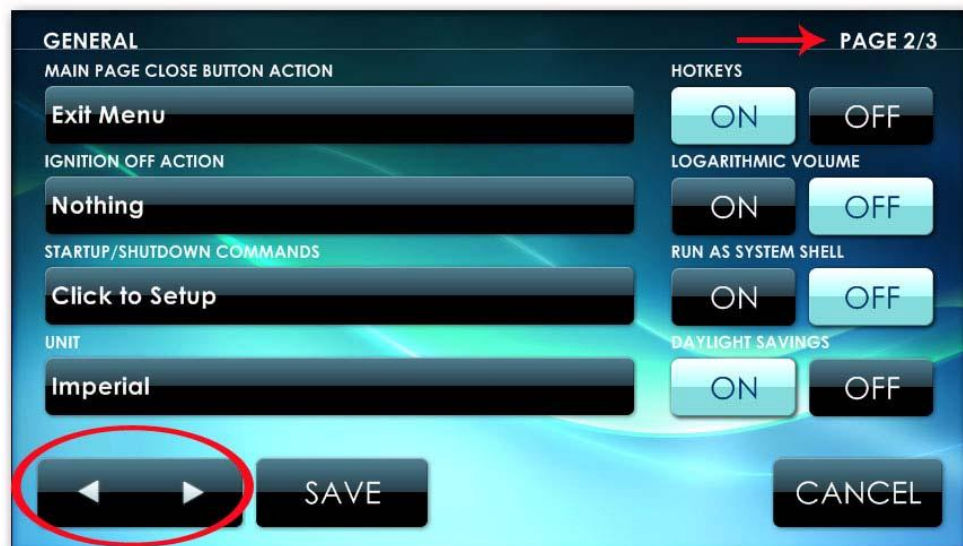 GENERAL PAGE 2/3
MAIN PAGE CLOSE BUTTON ACTION HOTKEYS
Exit Menu ON OFF
IGNITION OFF ACTION LOGARITHMIC VOLUME
Nothing ON OFF
STARTUP/SHUTDOWN COMMANDS RUN AS SYSTEM SHELL
Click to Setup ON OFF
UNIT DAYLIGHT SAVINGS
Imperial ON OFF
SAVE CANCEL